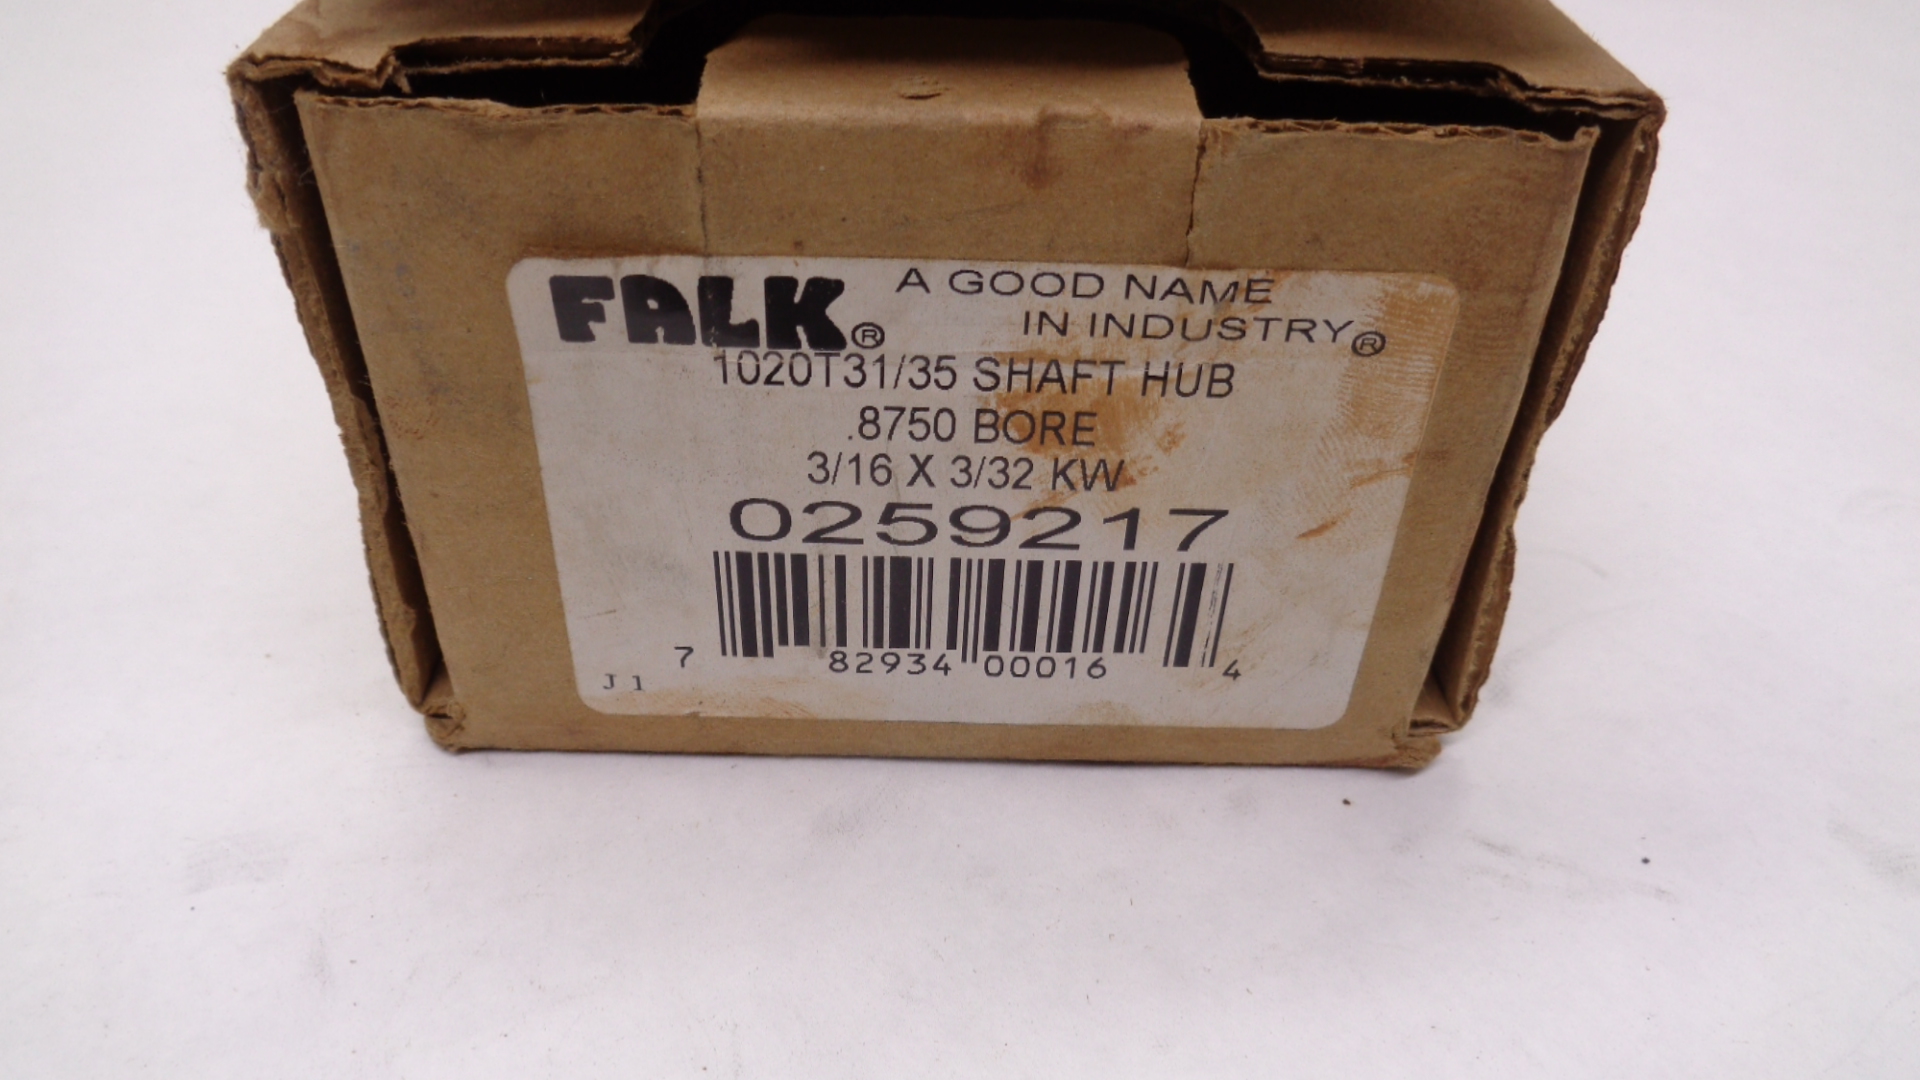 FALK® A GOOD NAME
IN INDUSTRY®
1020T31/35 SHAFT HUB
.8750 BORE
3/16 X 3/32 KW
0259217
7 82934 00016 4
J 1